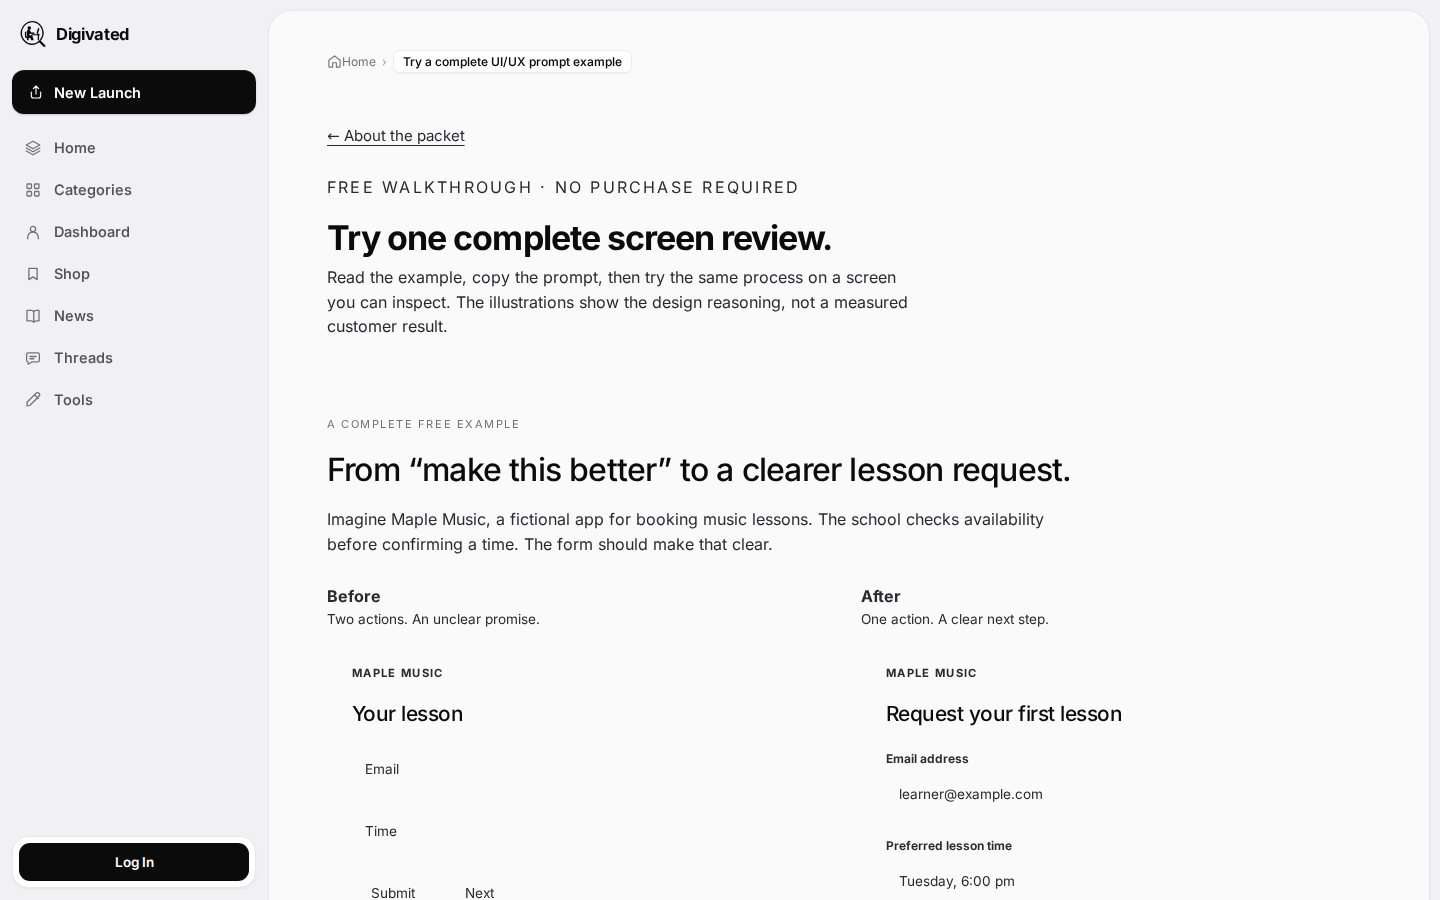 Digivated
New Launch
Home
Categories
Dashboard
Shop
News
Threads
Tools
Log In
Home › Try a complete UI/UX prompt example
← About the packet
FREE WALKTHROUGH · NO PURCHASE REQUIRED
Try one complete screen review.
Read the example, copy the prompt, then try the same process on a screen
you can inspect. The illustrations show the design reasoning, not a measured
customer result.
A COMPLETE FREE EXAMPLE
From “make this better” to a clearer lesson request.
Imagine Maple Music, a fictional app for booking music lessons. The school checks availability
before confirming a time. The form should make that clear.
Before
Two actions. An unclear promise.
MAPLE MUSIC
Your lesson
Email
Time
Submit Next
After
One action. A clear next step.
MAPLE MUSIC
Request your first lesson
Email address
learner@example.com
Preferred lesson time
Tuesday, 6:00 pm